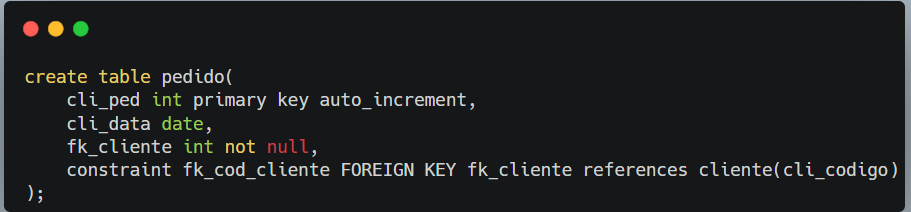 create table pedido(
    cli_ped int primary key auto_increment,
    cli_data date,
    fk_cliente int not null,
    constraint fk_cod_cliente FOREIGN KEY fk_cliente references cliente(cli_codigo)
);